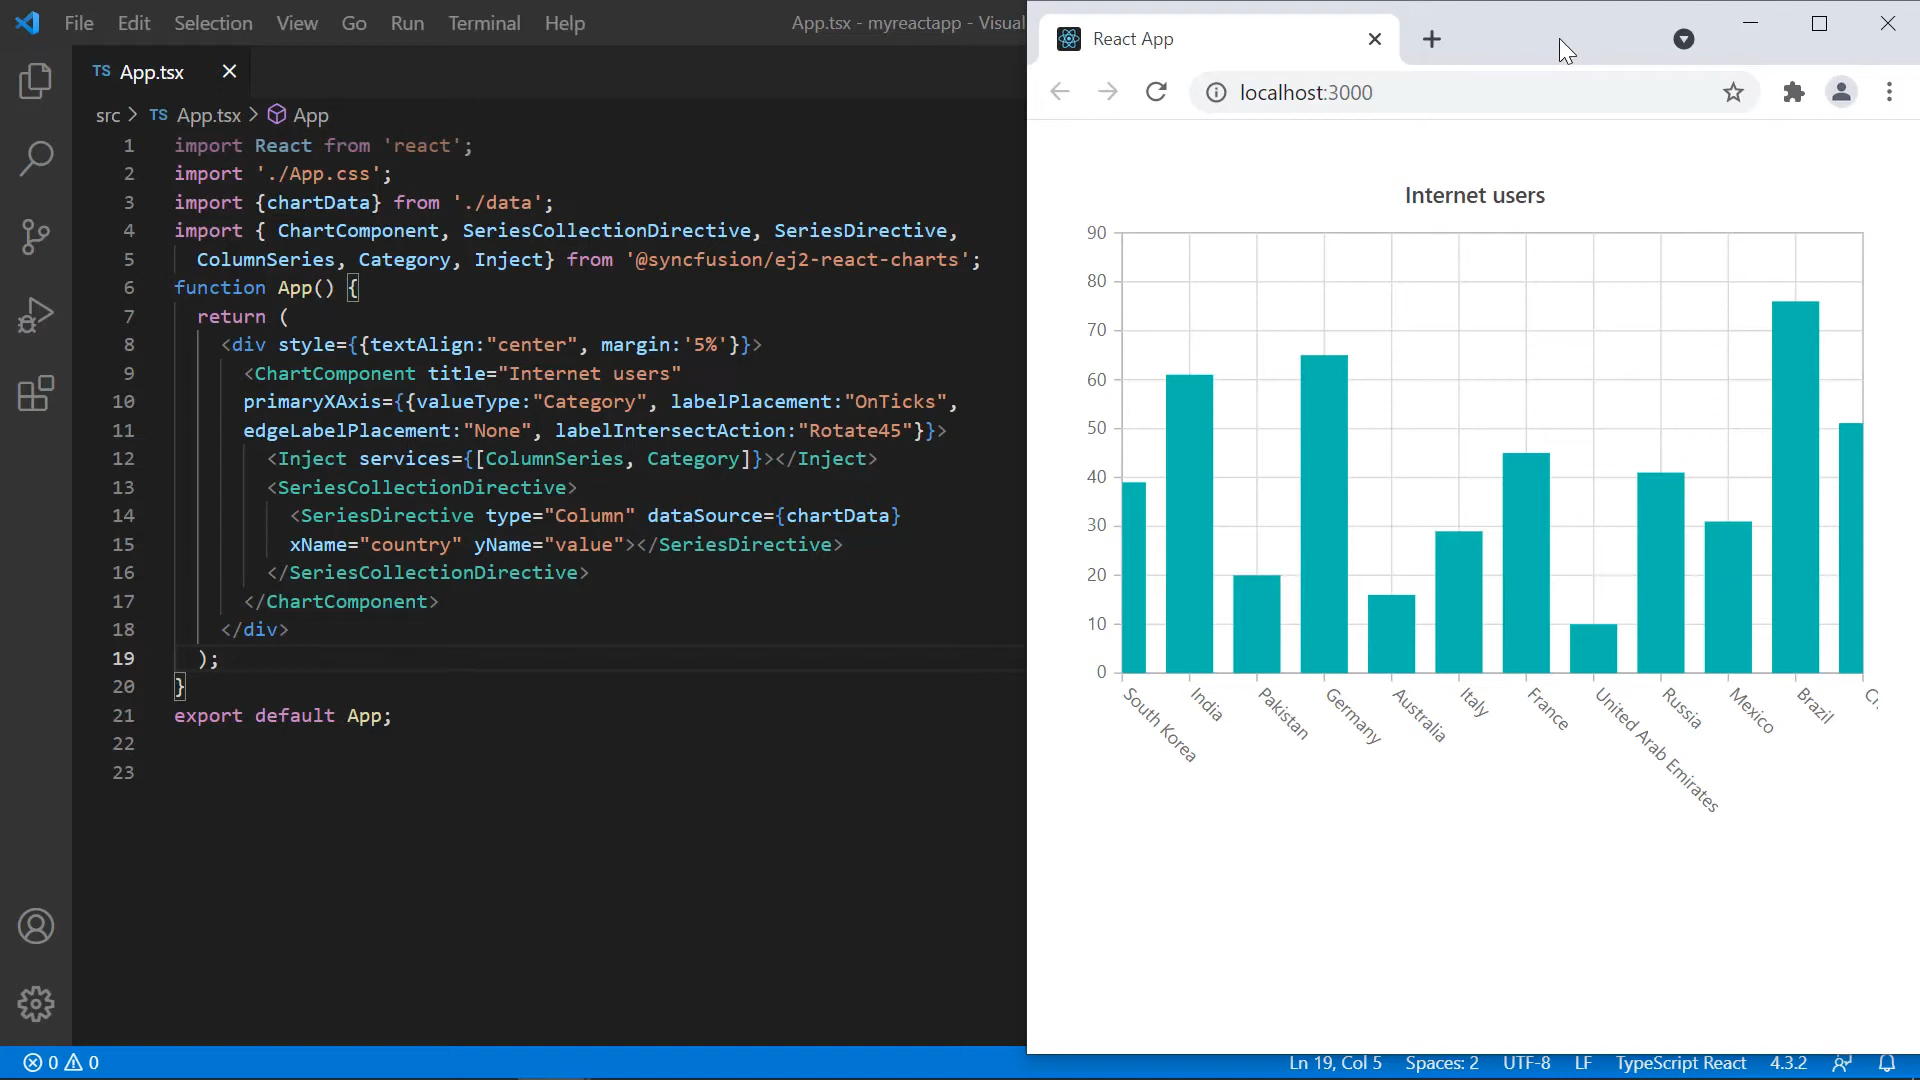 File Edit Selection View Go Run Terminal Help App.tsx - myreactapp - Visual
TS App.tsx
src > TS App.tsx > App
1 import React from 'react';
2 import './App.css';
3 import {chartData} from './data';
4 import { ChartComponent, SeriesCollectionDirective, SeriesDirective,
5 ColumnSeries, Category, Inject} from '@syncfusion/ej2-react-charts';
6 function App() {
7 return (
8 <div style={{textAlign:"center", margin:'5%'}}>
9 <ChartComponent title="Internet users"
10 primaryXAxis={{valueType:"Category", labelPlacement:"OnTicks",
11 edgeLabelPlacement:"None", labelIntersectAction:"Rotate45"}}>
12 <Inject services={[ColumnSeries, Category]}></Inject>
13 <SeriesCollectionDirective>
14 <SeriesDirective type="Column" dataSource={chartData}
15 xName="country" yName="value"></SeriesDirective>
16 </SeriesCollectionDirective>
17 </ChartComponent>
18 </div>
19 );
20 }
21 export default App;
22
23
React App
localhost:3000
Internet users
90
80
70
60
50
40
30
20
10
0
South Korea
India
Pakistan
Germany
Australia
Italy
France
United Arab Emirates
Russia
Mexico
Brazil
0 0
Ln 19, Col 5 Spaces: 2 UTF-8 LF TypeScript React 4.3.2